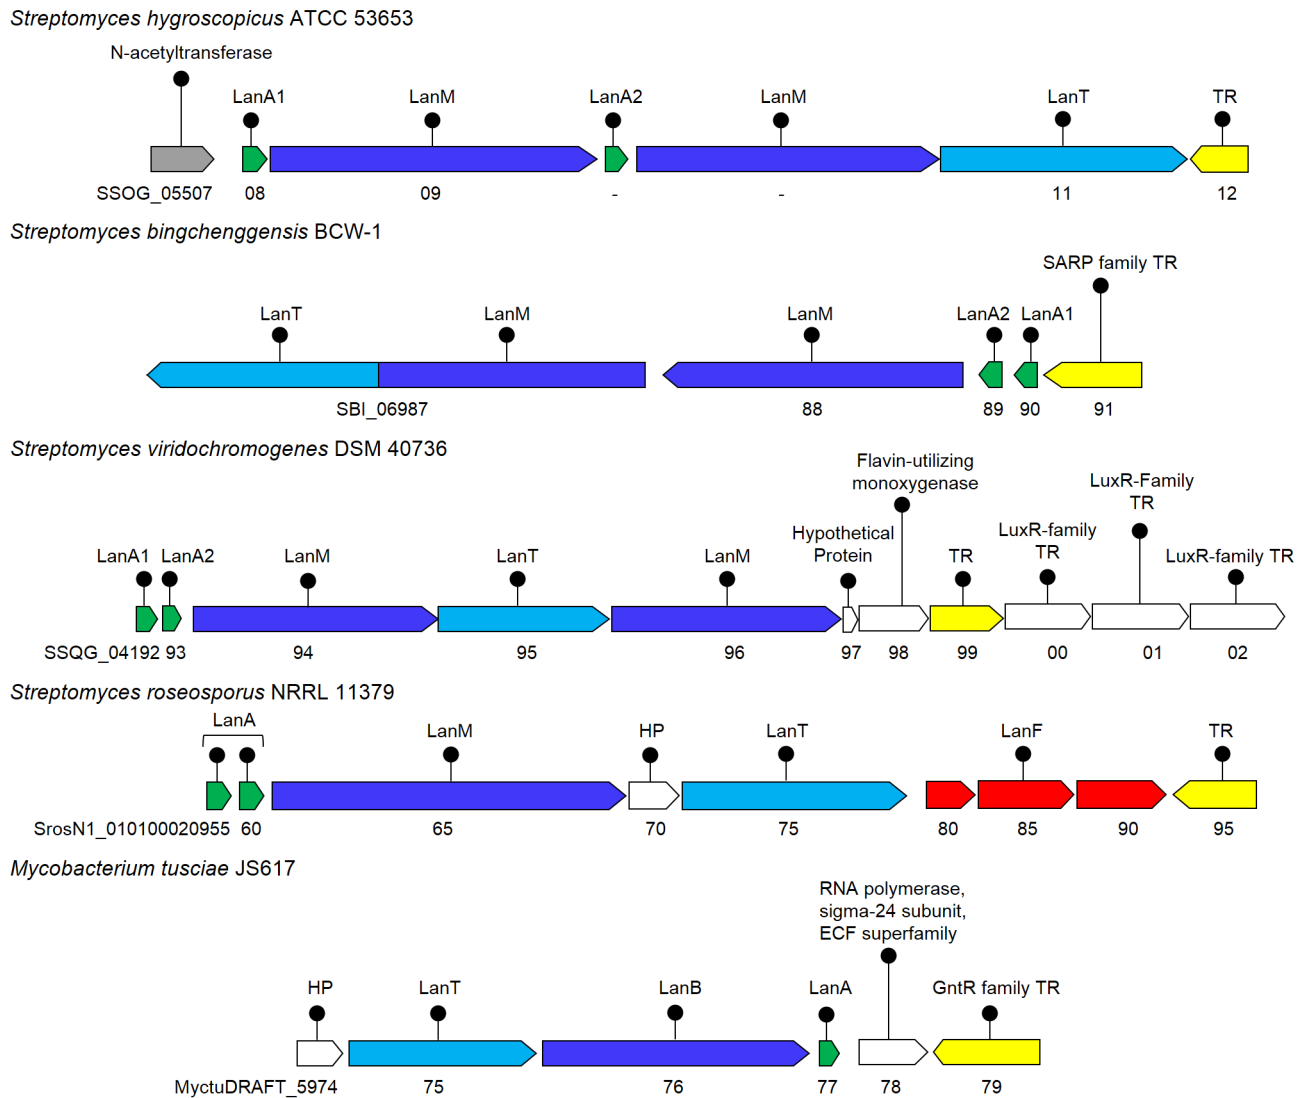 Streptomyces hygroscopicus ATCC 53653
N-acetyltransferase
LanA1 LanM LanA2 LanM LanT TR
SSOG_05507 08 09 - - 11 12
Streptomyces bingchenggensis BCW-1
SARP family TR
LanT LanM LanM LanA2 LanA1
SBI_06987 88 89 90 91
Streptomyces viridochromogenes DSM 40736
Flavin-utilizing
monoxygenase
LuxR-Family
TR
Hypothetical
Protein
LuxR-family
TR
LanA1 LanA2 LanM LanT LanM TR LuxR-family TR
SSQG_04192 93 94 95 96 97 98 99 00 01 02
Streptomyces roseosporus NRRL 11379
LanA
LanM HP LanT LanF TR
SrosN1_010100020955 60 65 70 75 80 85 90 95
Mycobacterium tusciae JS617
RNA polymerase,
sigma-24 subunit,
ECF superfamily
HP LanT LanB LanA GntR family TR
MyctuDRAFT_5974 75 76 77 78 79